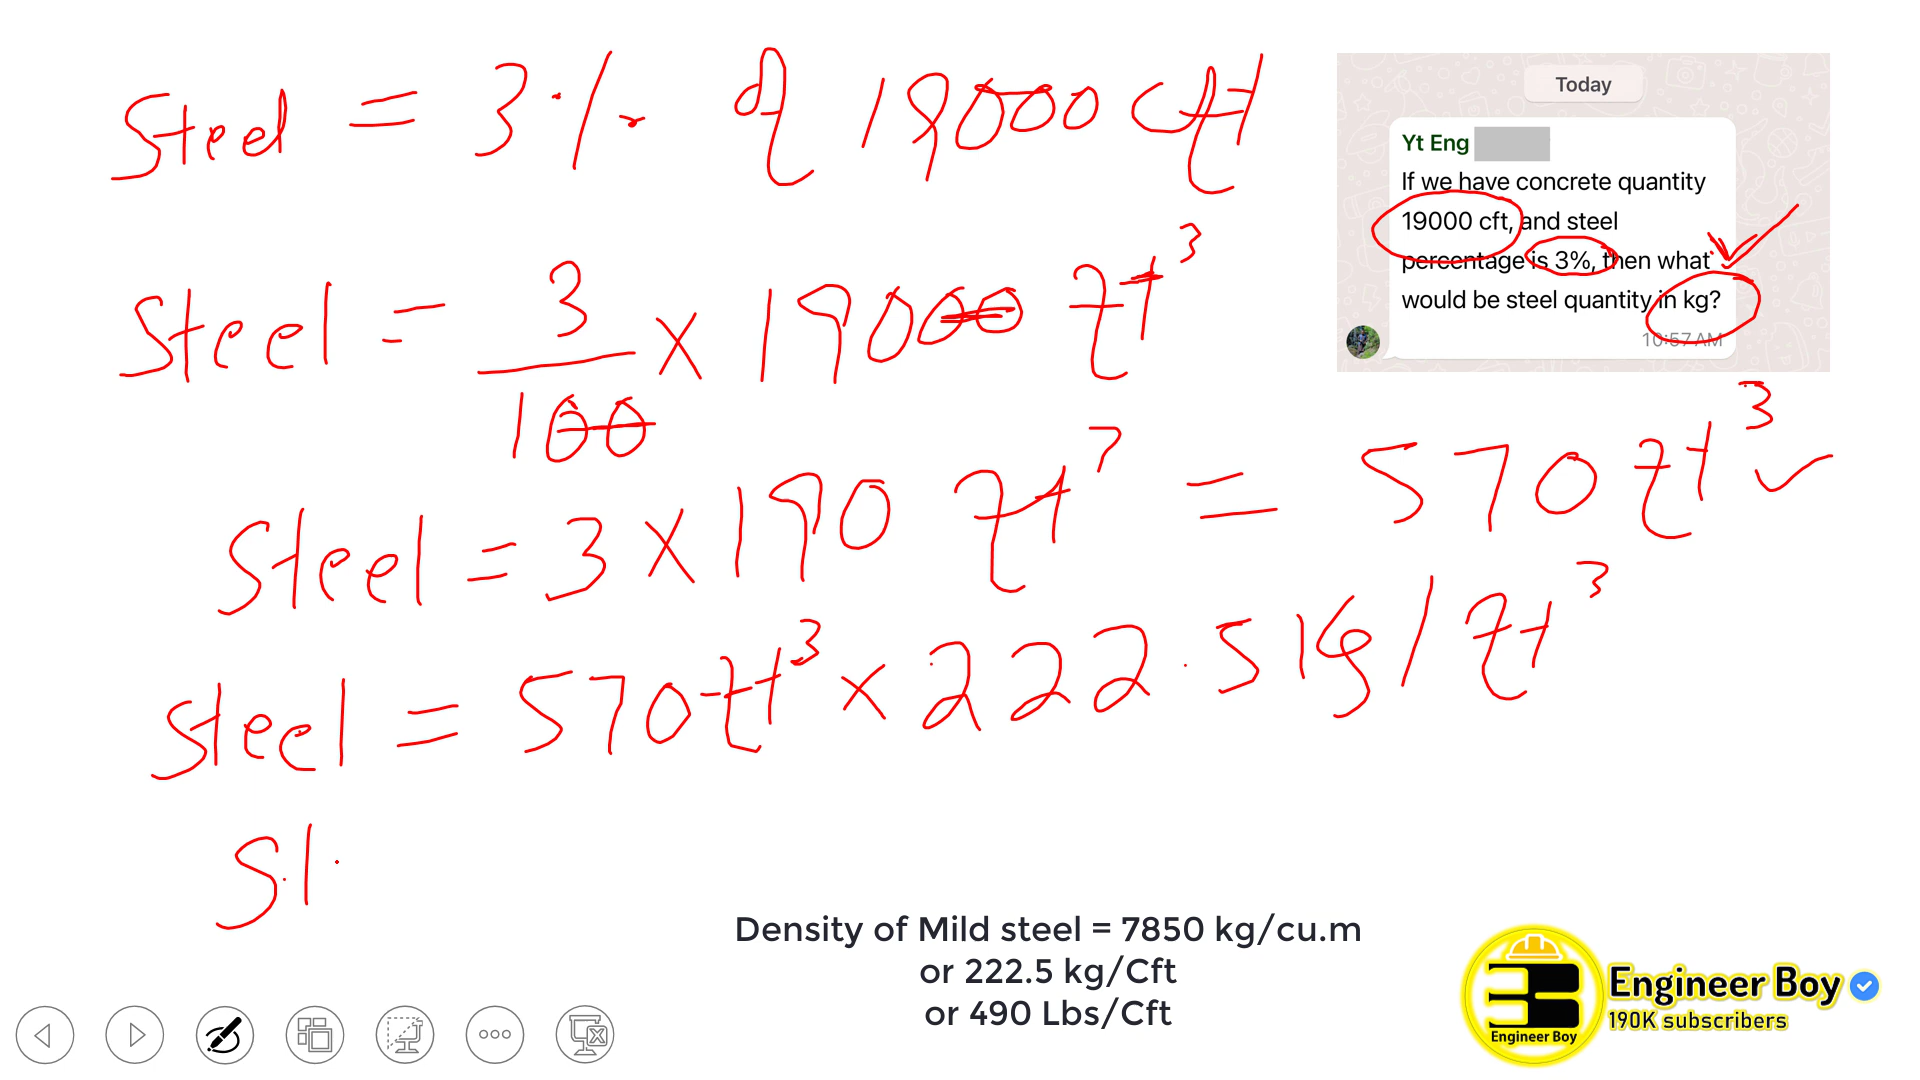 Steel = 3% of 19000 cft
Steel = 3/100 × 19000 ft³
Steel = 3 × 190 ft³ = 570 ft³
Steel = 570 ft³ × 222.5 kg/ft³
St
Today
Yt Eng
If we have concrete quantity
19000 cft, and steel
percentage is 3%, then what
would be steel quantity in kg?
10:57 AM
Density of Mild steel = 7850 kg/cu.m
or 222.5 kg/Cft
or 490 Lbs/Cft
Engineer Boy
Engineer Boy
190K subscribers